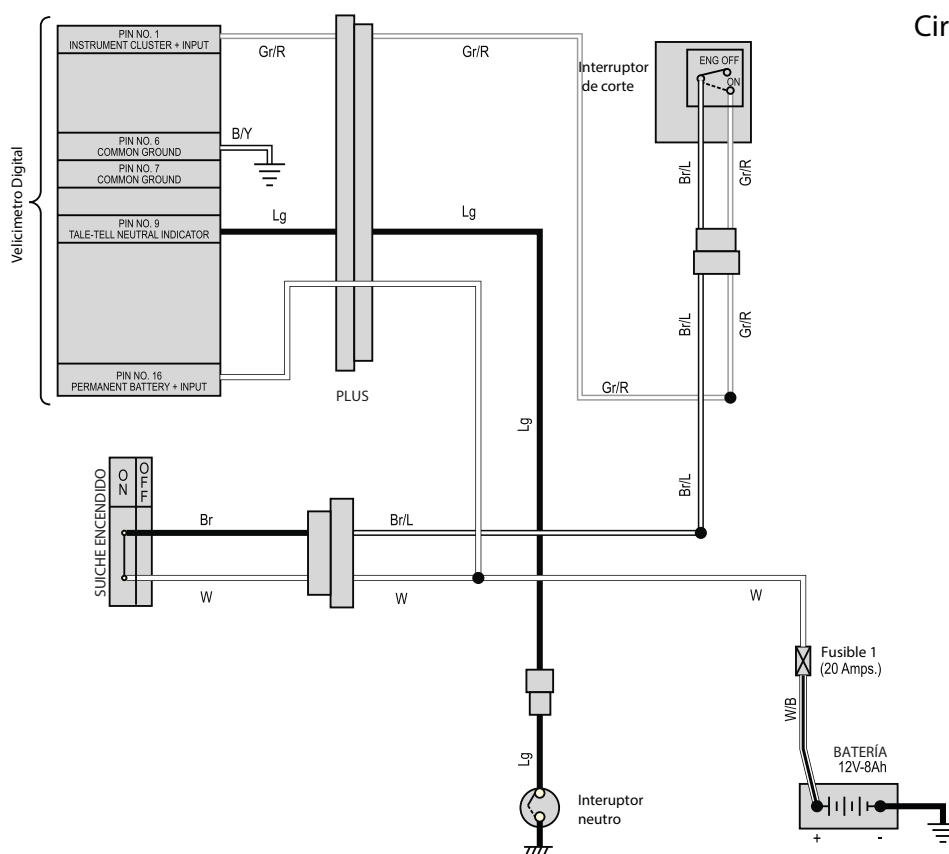 Cir
PIN NO. 1
INSTRUMENT CLUSTER + INPUT
Gr/R
Gr/R
Interruptor
de corte
ENG OFF
ON
PIN NO. 6
COMMON GROUND
B/Y
PIN NO. 7
COMMON GROUND
Br/L
Gr/R
Velicimetro Digital
PIN NO. 9
TALE-TELL NEUTRAL INDICATOR
Lg
Lg
Br/L
Gr/R
PIN NO. 16
PERMANENT BATTERY + INPUT
PLUS
Gr/R
Lg
SUICHE ENCENDIDO
ON
OFF
Br/L
Br
Br/L
W
W
W
Fusible 1
(20 Amps.)
W/B
BATERÍA
12V-8Ah
Lg
Interuptor
neutro
+
-